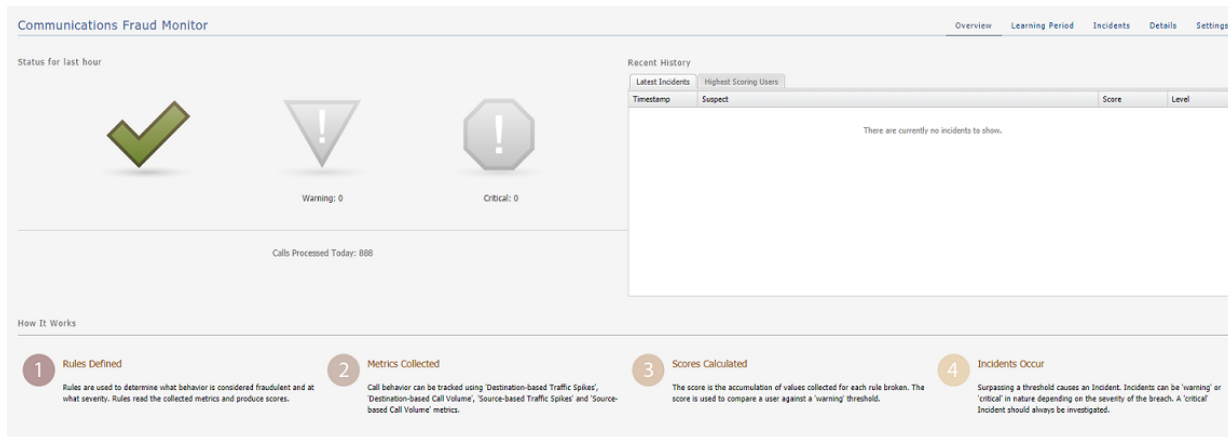 Communications Fraud Monitor
Overview Learning Period Incidents Details Settings
Status for last hour
Warning: 0
Critical: 0
Calls Processed Today: 888
Recent History
Latest Incidents Highest Scoring Users
Timestamp Suspect Score Level
There are currently no incidents to show.
How It Works
1 Rules Defined
Rules are used to determine what behavior is considered fraudulent and at
what severity. Rules read the collected metrics and produce scores.
2 Metrics Collected
Call behavior can be tracked using 'Destination-based Traffic Spikes',
'Destination-based Call Volume', 'Source-based Traffic Spikes' and 'Source-
based Call Volume' metrics.
3 Scores Calculated
The score is the accumulation of values collected for each rule broken. The
score is used to compare a user against a 'warning' threshold.
4 Incidents Occur
Surpassing a threshold causes an Incident. Incidents can be 'warning' or
'critical' in nature depending on the severity of the breach. A 'critical'
Incident should always be investigated.